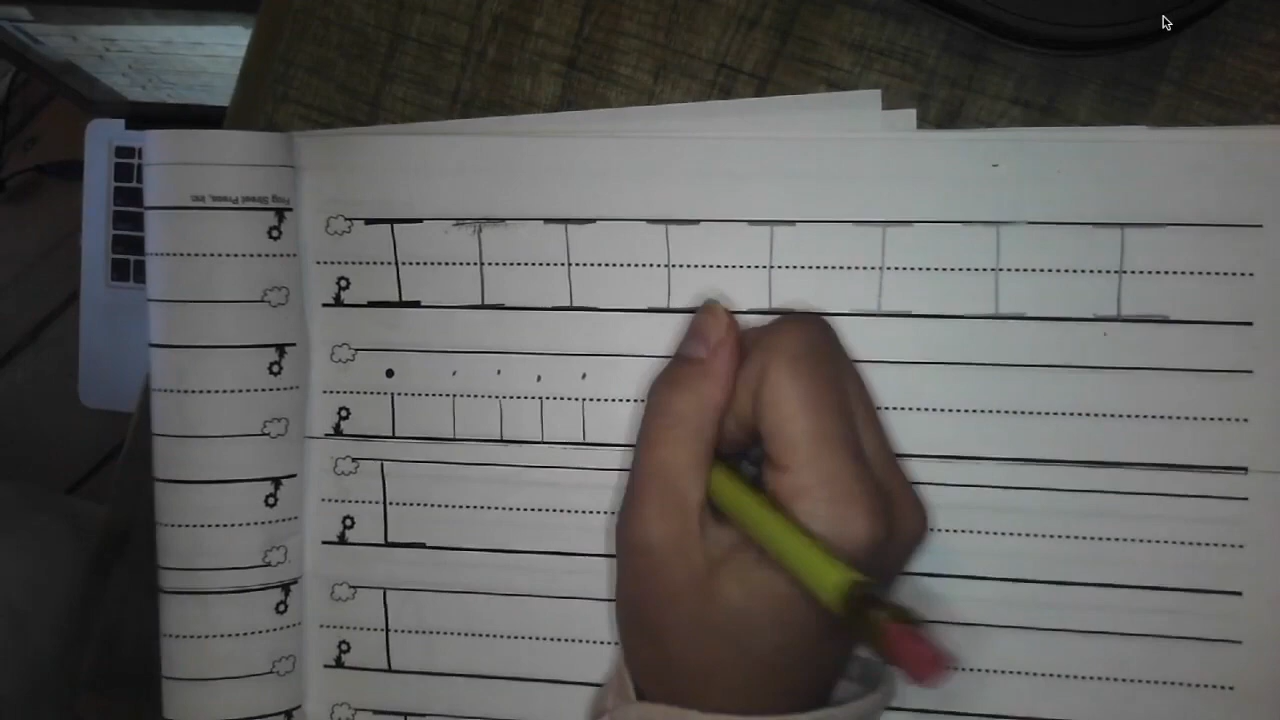 Frog Street Press, Inc.
I I I I I I I I
i i i i i
L
l